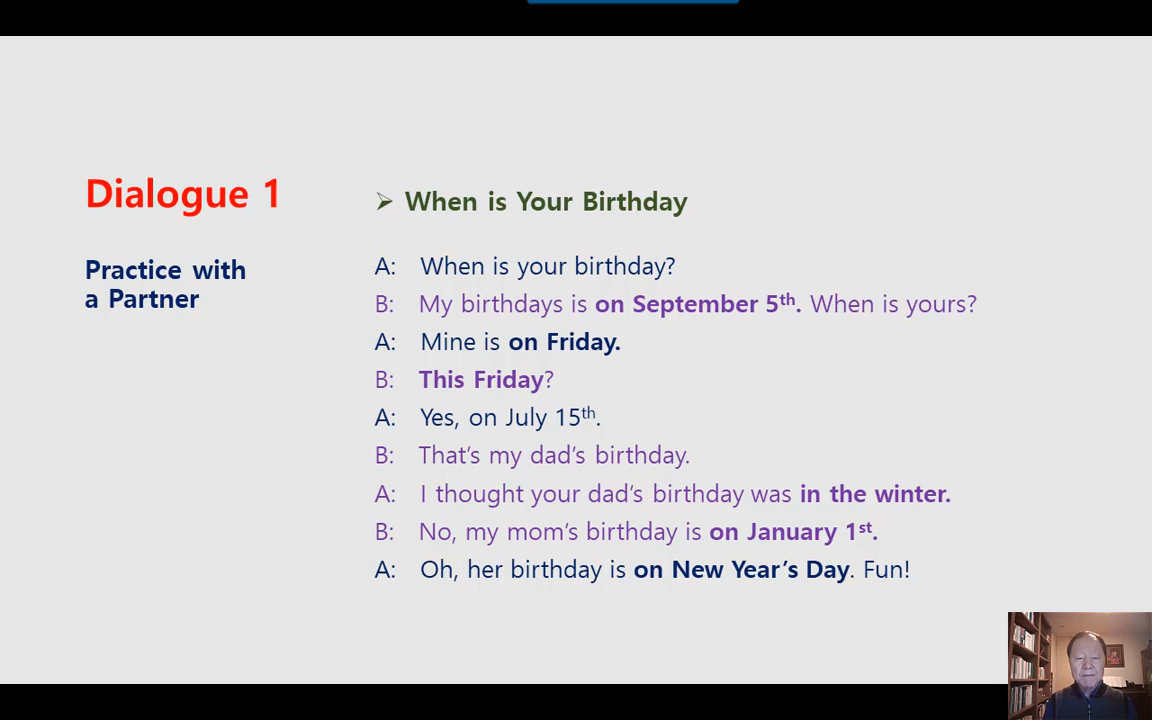 Dialogue 1
Practice with
a Partner
➢ When is Your Birthday
A: When is your birthday?
B: My birthdays is on September 5th. When is yours?
A: Mine is on Friday.
B: This Friday?
A: Yes, on July 15th.
B: That's my dad's birthday.
A: I thought your dad's birthday was in the winter.
B: No, my mom's birthday is on January 1st.
A: Oh, her birthday is on New Year's Day. Fun!